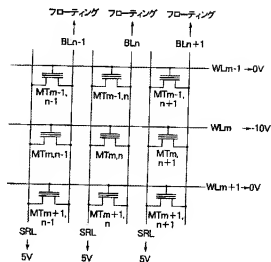 フローティング フローティング フローティング
BLn-1 BLn BLn+1
WLm-1→0V
MTm-1,n-1 MTm-1,n MTm-1,n+1
WLm →-10V
MTm,n-1 MTm,n MTm,n+1
WLm+1→0V
MTm+1,n-1 MTm+1,n MTm+1,n+1
SRL SRL SRL
5V 5V 5V